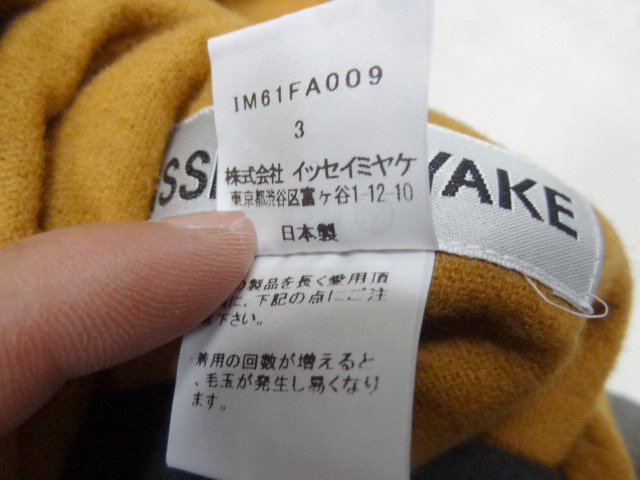 IM61FA009
3
株式会社 イッセイミヤケ
東京都渋谷区富ヶ谷1-12-10
日本製
SS YAKE
製品を長く愛用頂
に、下記の点にご注
下さい。
着用の回数が増えると
、毛玉が発生し易くなり
ます。